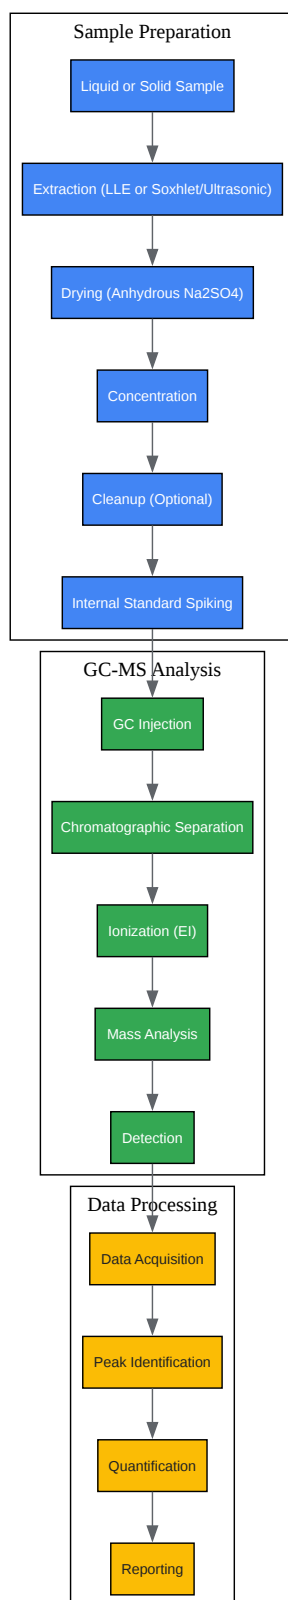 Sample Preparation
Liquid or Solid Sample
Extraction (LLE or Soxhlet/Ultrasonic)
Drying (Anhydrous Na2SO4)
Concentration
Cleanup (Optional)
Internal Standard Spiking
GC-MS Analysis
GC Injection
Chromatographic Separation
Ionization (EI)
Mass Analysis
Detection
Data Processing
Data Acquisition
Peak Identification
Quantification
Reporting